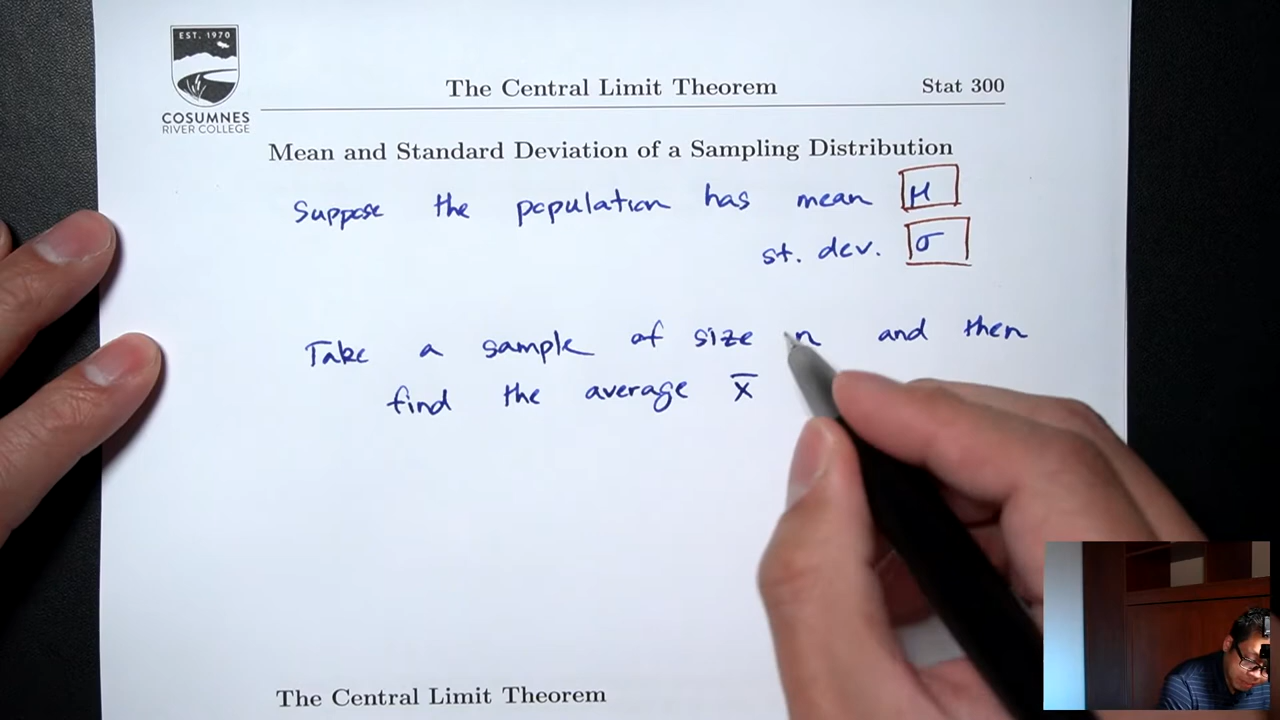 EST. 1970
COSUMNES
RIVER COLLEGE
The Central Limit Theorem Stat 300
Mean and Standard Deviation of a Sampling Distribution
Suppose the population has mean μ
st. dev. σ
Take a sample of size n and then
find the average x̄
The Central Limit Theorem